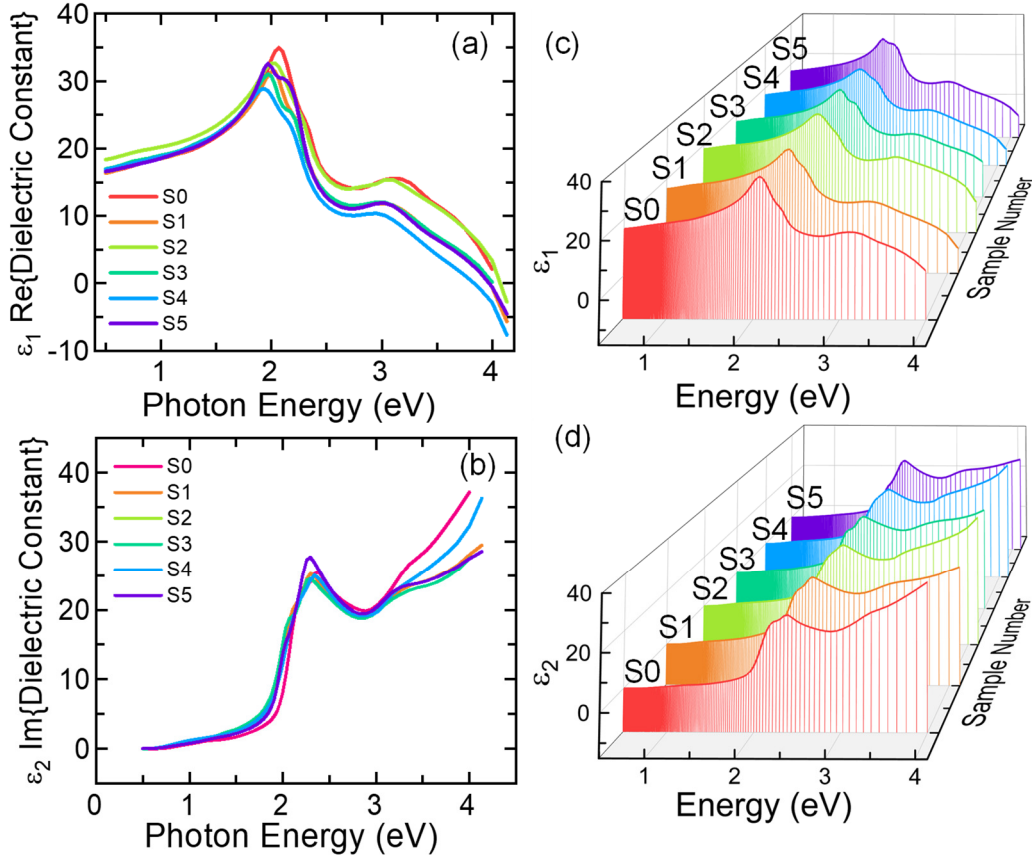 (a)
40
30
20
10
0
-10
ε1 Re{Dielectric Constant}
S0
S1
S2
S3
S4
S5
1
2
3
4
Photon Energy (eV)
(c)
S5
S4
S3
S2
S1
S0
40
20
0
ε1
1
2
3
4
Energy (eV)
Sample Number
(b)
40
30
20
10
0
ε2 Im{Dielectric Constant}
S0
S1
S2
S3
S4
S5
0
1
2
3
4
Photon Energy (eV)
(d)
S5
S4
S3
S2
S1
S0
40
20
0
ε2
1
2
3
4
Energy (eV)
Sample Number